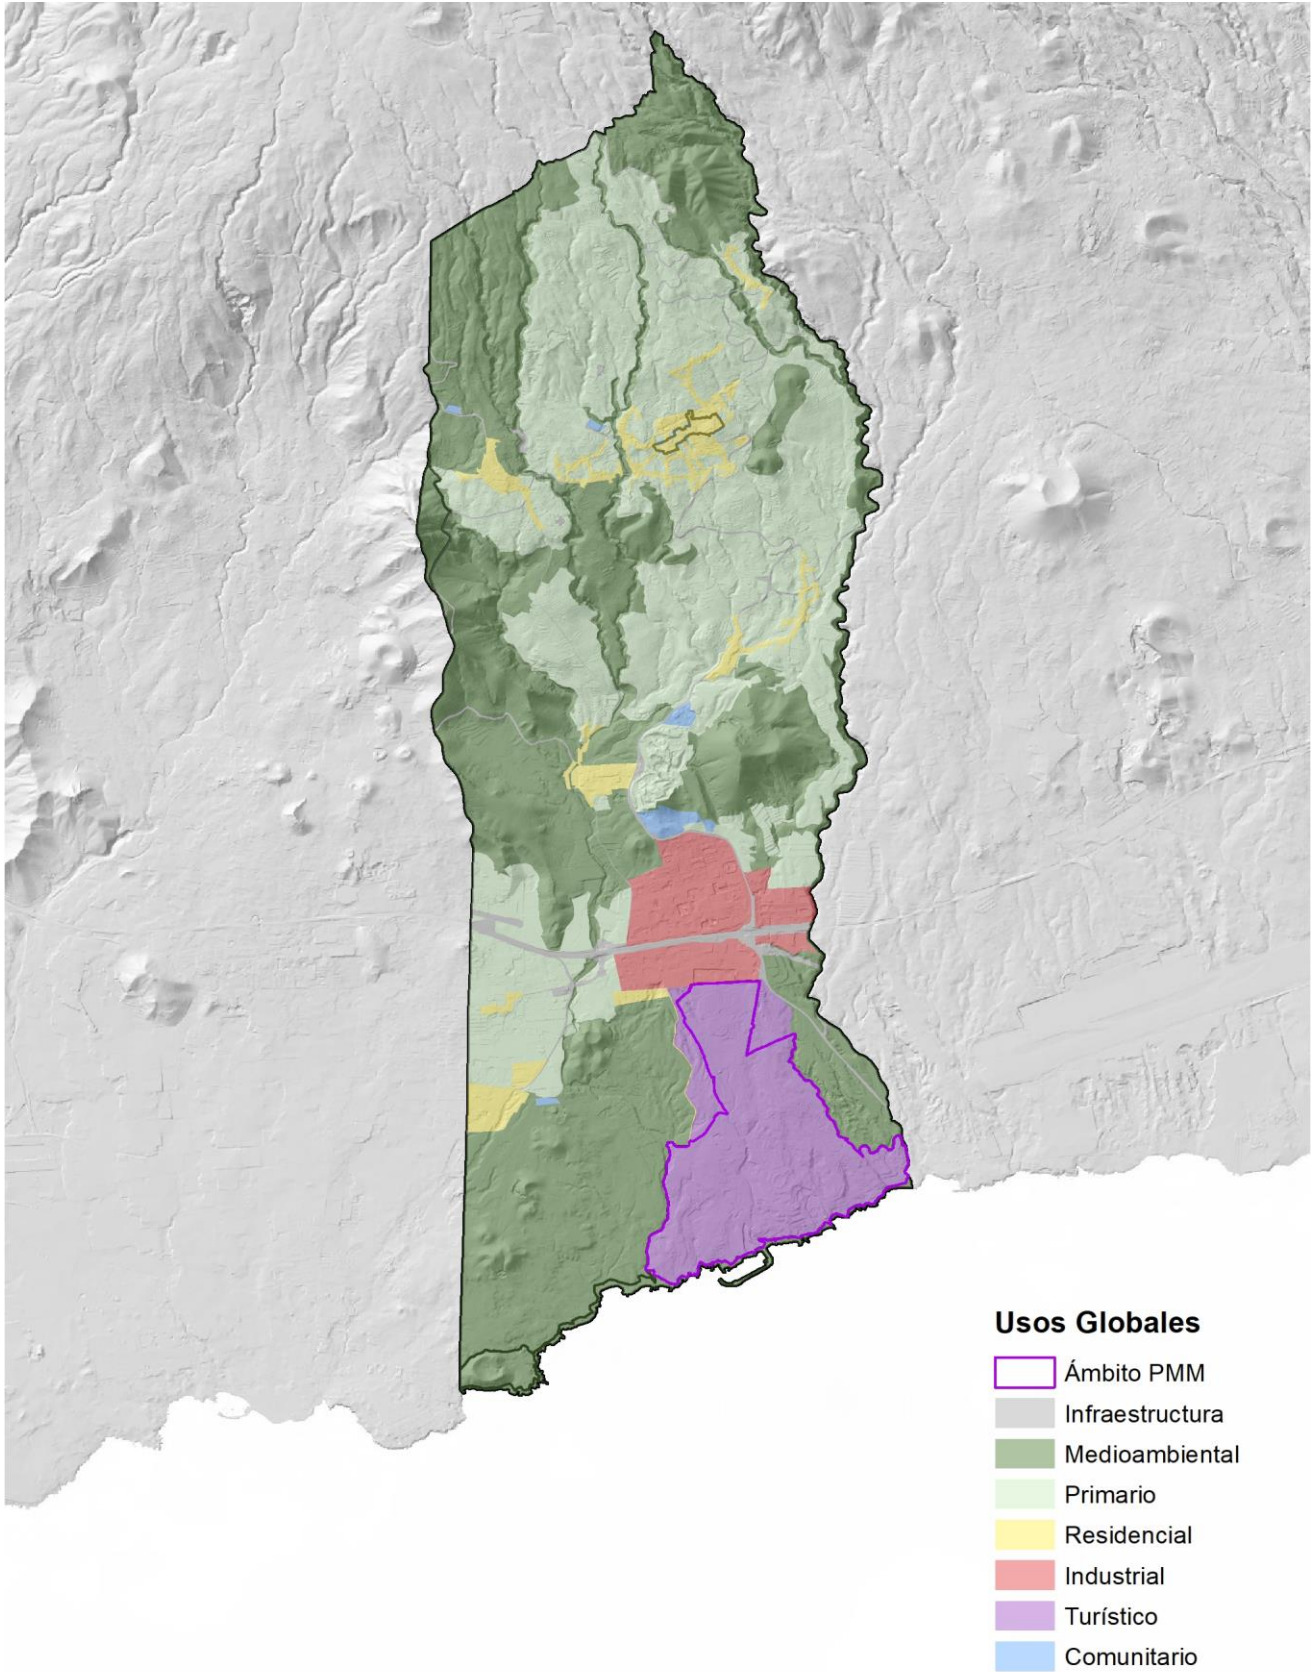 Usos Globales
Ámbito PMM
Infraestructura
Medioambiental
Primario
Residencial
Industrial
Turístico
Comunitario